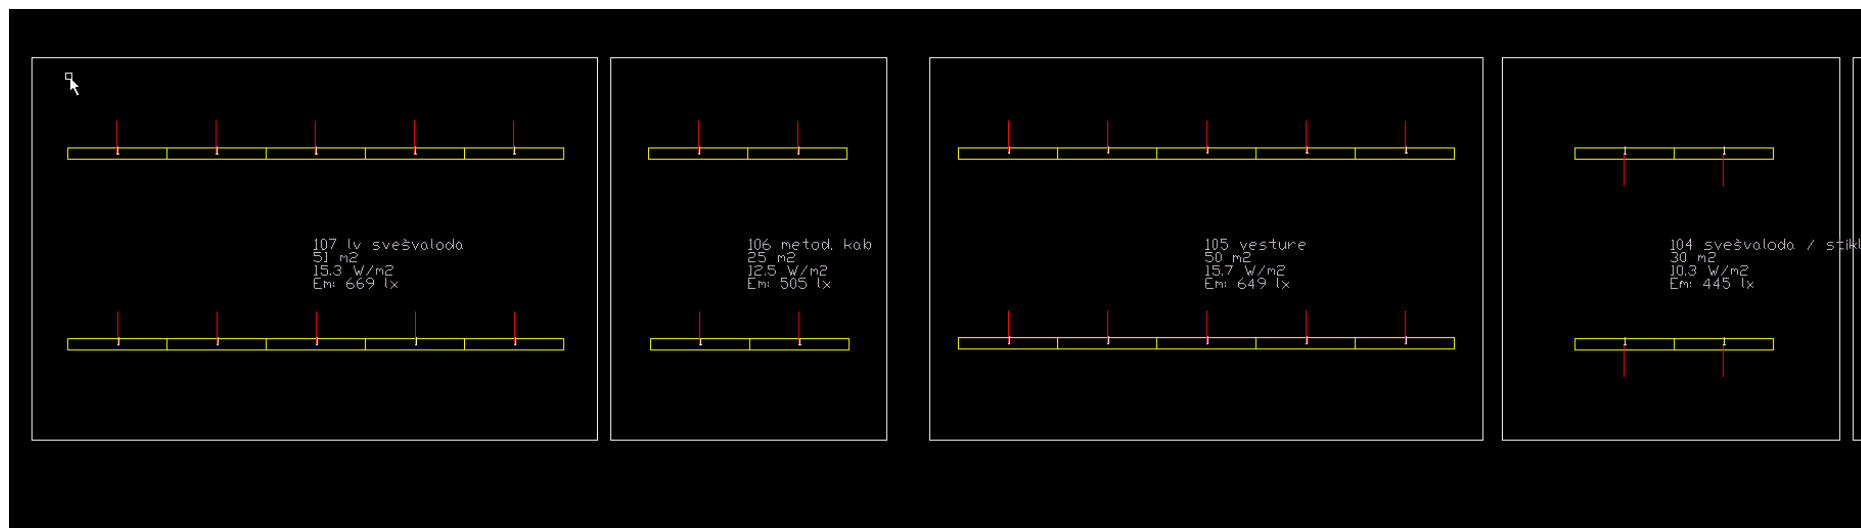 107 lv svešvaloda
51 m2
15.3 W/m2
Em: 669 lx
106 metod. kab
25 m2
12.5 W/m2
Em: 505 lx
105 vesture
50 m2
15.7 W/m2
Em: 649 lx
104 svešvaloda / stikl
30 m2
10.3 W/m2
Em: 445 lx